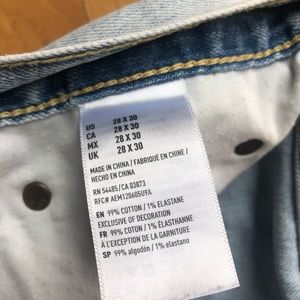 US 28 X 30
CA 28 X 30
MX 28 X 30
UK 28 X 30
MADE IN CHINA / FABRIQUÉ EN CHINE /
HECHO EN CHINA
RN 54485/CA 03873
RFC# AEM120605U9A
EN 99% COTTON / 1% ELASTANE
EXCLUSIVE OF DECORATION
FR 99% COTON / 1% ELASTANE
À L'EXCEPTION DE LA GARNITURE
SP 99% algodón / 1% elastano